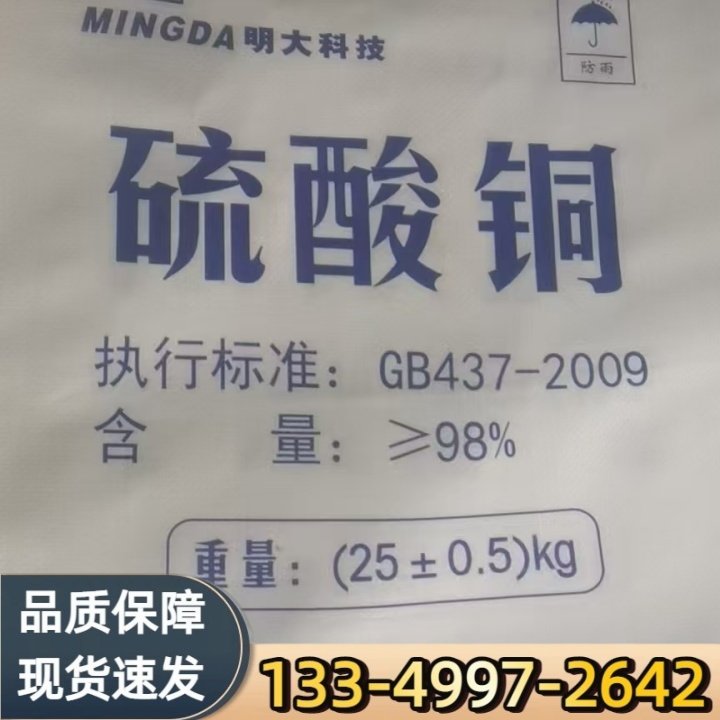 MINGDA明大科技
防雨
硫酸铜
执行标准：GB437-2009
含量：≥98%
重量：(25±0.5)kg
品质保障
现货速发
133-4997-2642